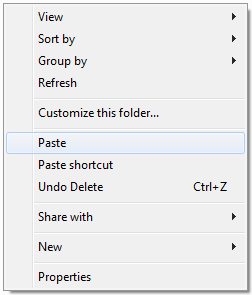 View
Sort by
Group by
Refresh
Customize this folder...
Paste
Paste shortcut
Undo Delete Ctrl+Z
Share with
New
Properties